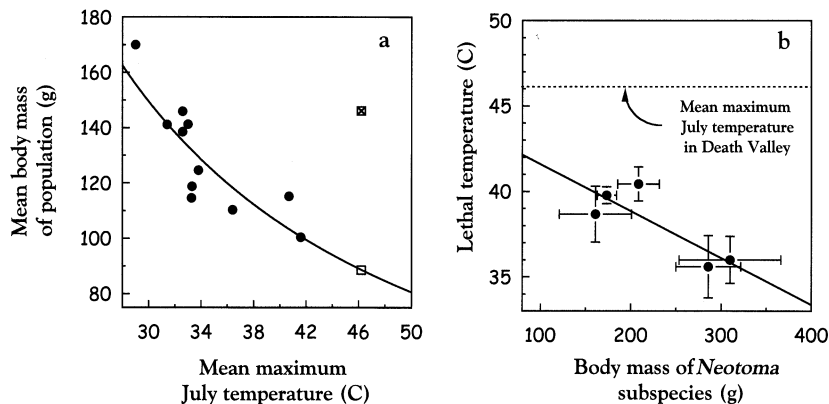 180
160
140
120
100
80
30
34
38
42
46
50
a
Mean body mass
of population (g)
Mean maximum
July temperature (C)
50
45
40
35
100
200
300
400
b
Mean maximum
July temperature
in Death Valley
Lethal temperature (C)
Body mass of Neotoma
subspecies (g)